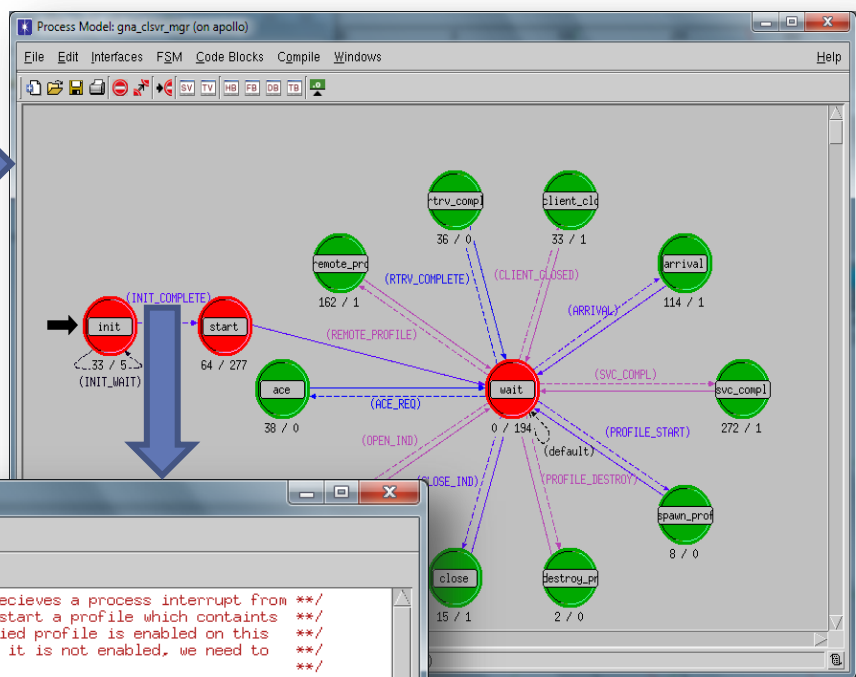 Process Model: gna_clsvr_mgr (on apollo)
File Edit Interfaces FSM Code Blocks Compile Windows Help
SV TV HB FB DB TB
rtrv_compl
36 / 0
client_clo
33 / 1
remote_pro
162 / 1
arrival
114 / 1
(RTRV_COMPLETE)
(CLIENT_CLOSED)
(INIT_COMPLETE)
(ARRIVAL)
init
33 / 5
(INIT_WAIT)
start
64 / 277
(REMOTE_PROFILE)
ace
38 / 0
(ACE_REQ)
wait
0 / 194
(default)
(SVC_COMPL)
svc_compl
272 / 1
(OPEN_IND)
(PROFILE_START)
CLOSE_IND)
(PROFILE_DESTROY)
spawn_prof
8 / 0
close
15 / 1
destroy_pr
2 / 0
ecieves a process interrupt from **/
start a profile which containts **/
ied profile is enabled on this **/
it is not enabled, we need to **/
**/